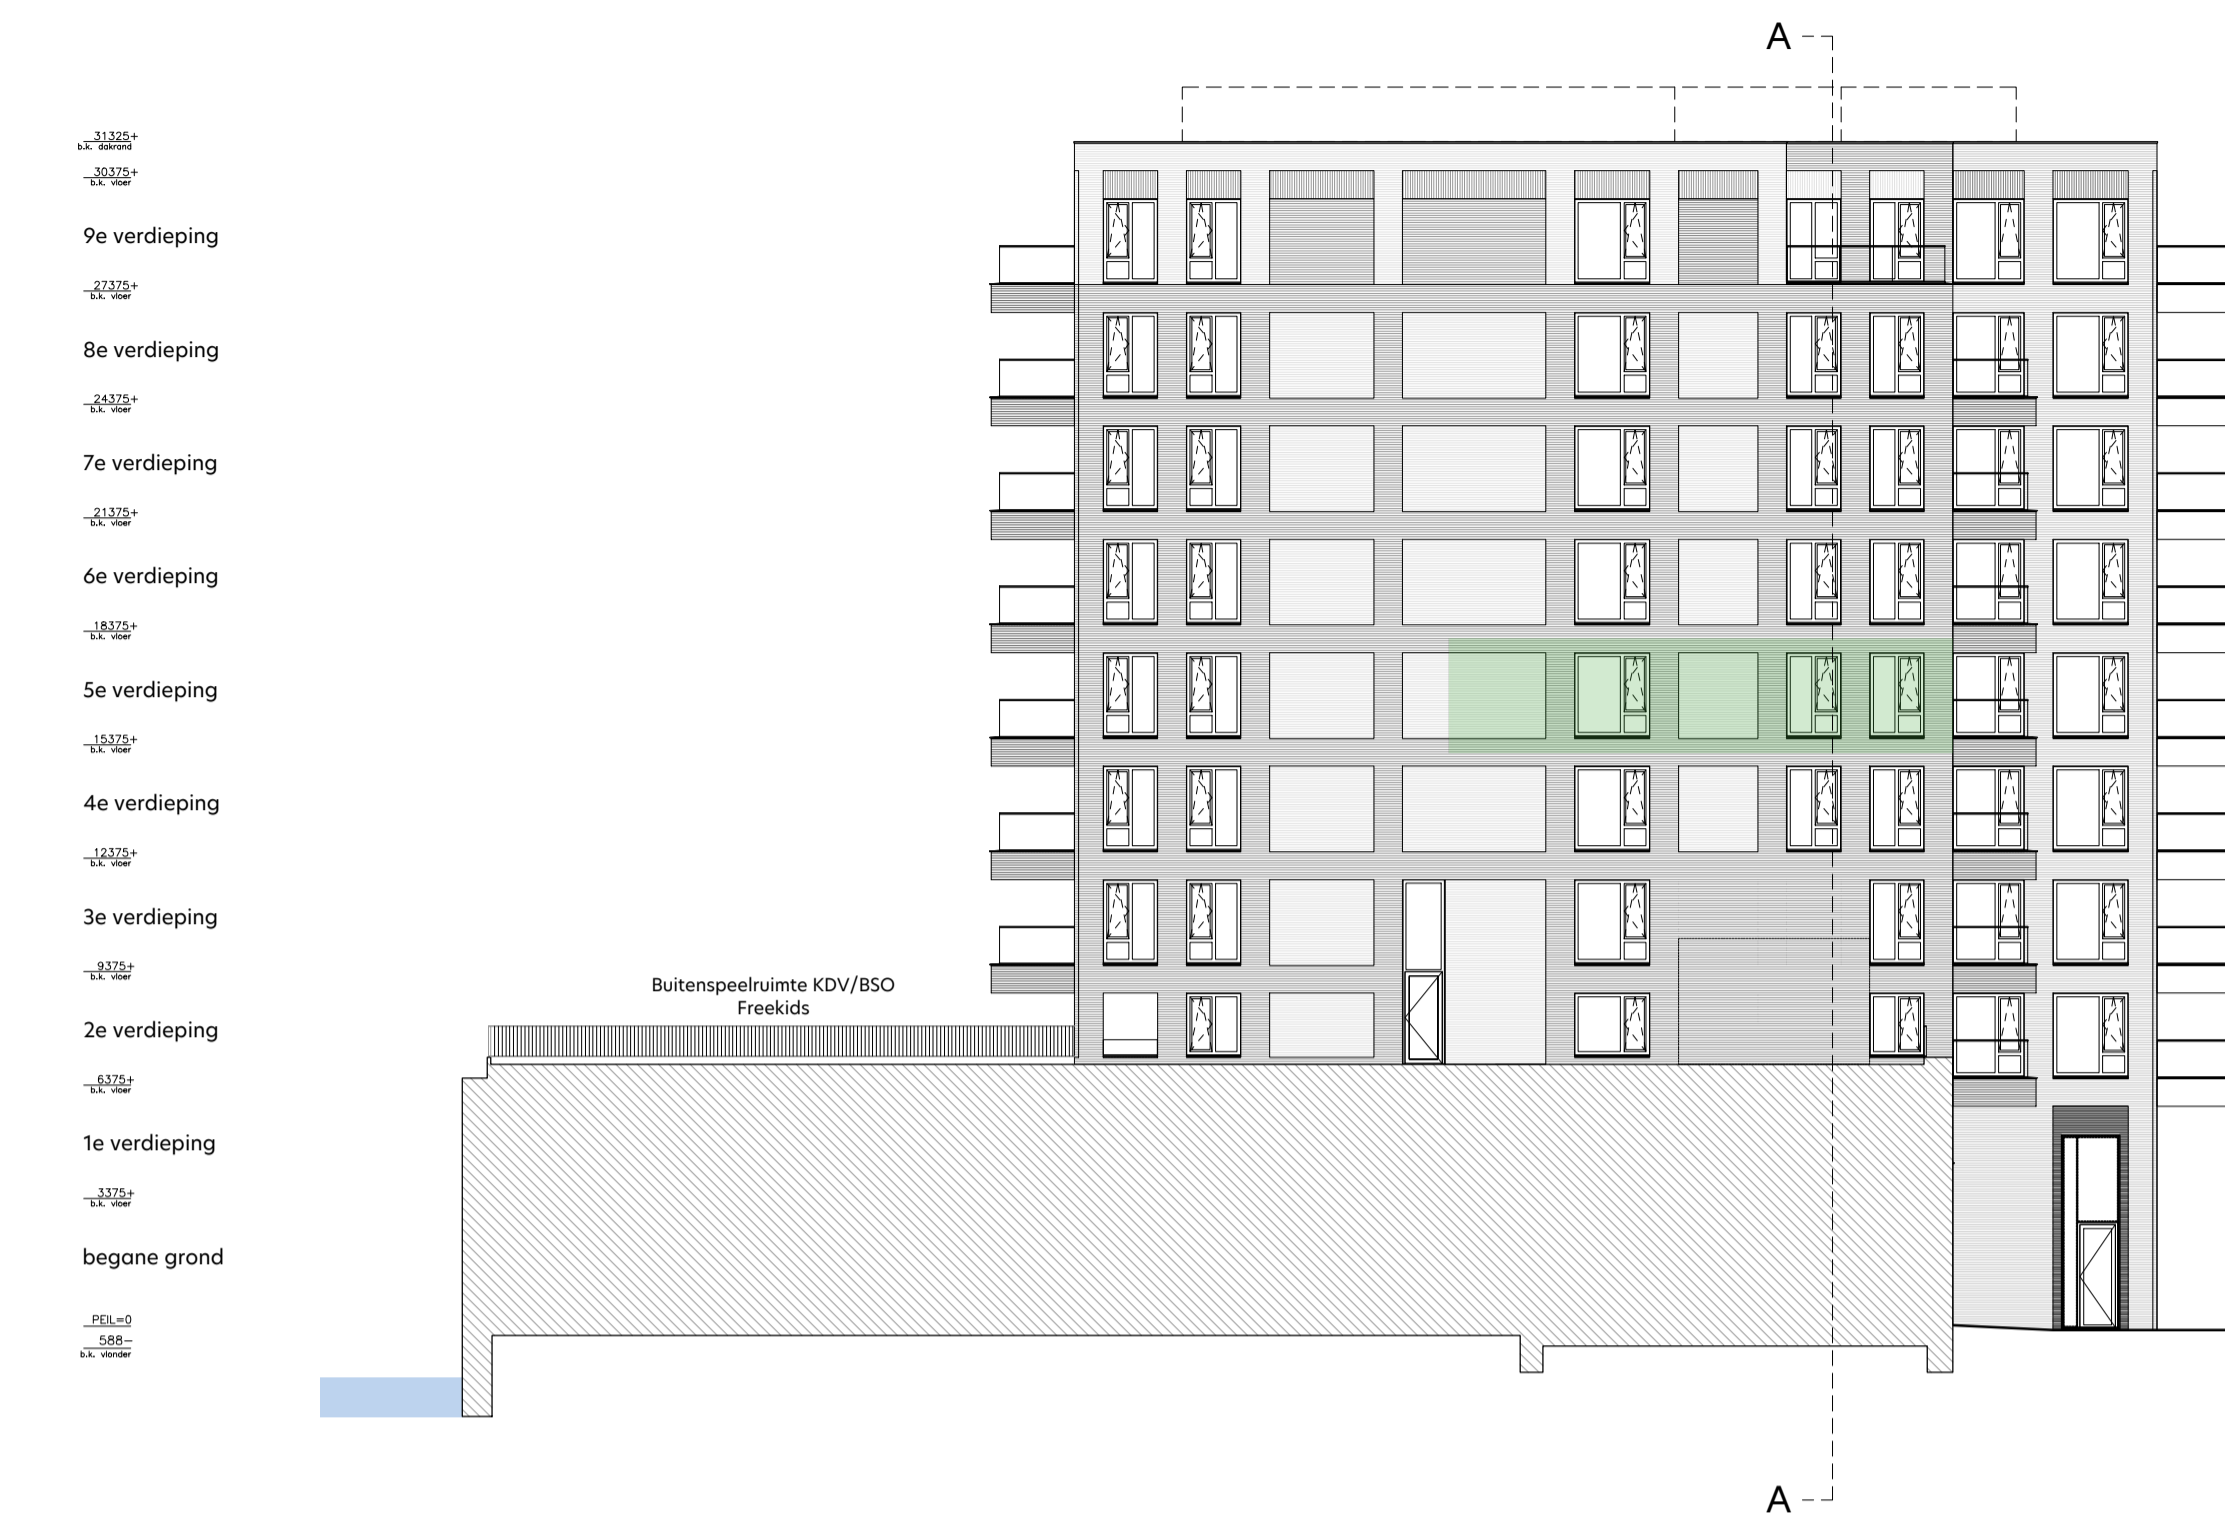 A
31325+
b.k. dakrand
30375+
b.k. vloer
9e verdieping
27375+
b.k. vloer
8e verdieping
24375+
b.k. vloer
7e verdieping
21375+
b.k. vloer
6e verdieping
18375+
b.k. vloer
5e verdieping
15375+
b.k. vloer
4e verdieping
12375+
b.k. vloer
3e verdieping
9375+
b.k. vloer
Buitenspeelruimte KDV/BSO
Freekids
2e verdieping
6375+
b.k. vloer
1e verdieping
3375+
b.k. vloer
begane grond
PEIL=0
588-
b.k. vlonder
A